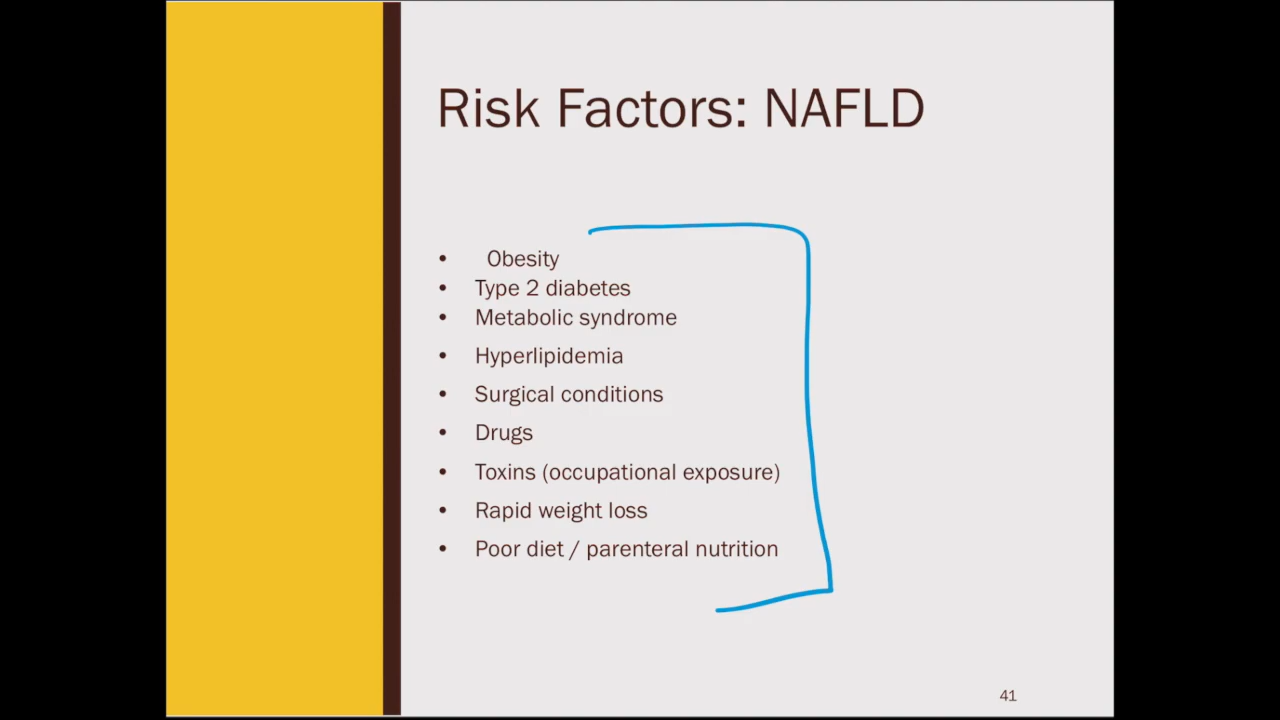 Risk Factors: NAFLD
• Obesity
• Type 2 diabetes
• Metabolic syndrome
• Hyperlipidemia
• Surgical conditions
• Drugs
• Toxins (occupational exposure)
• Rapid weight loss
• Poor diet / parenteral nutrition
41